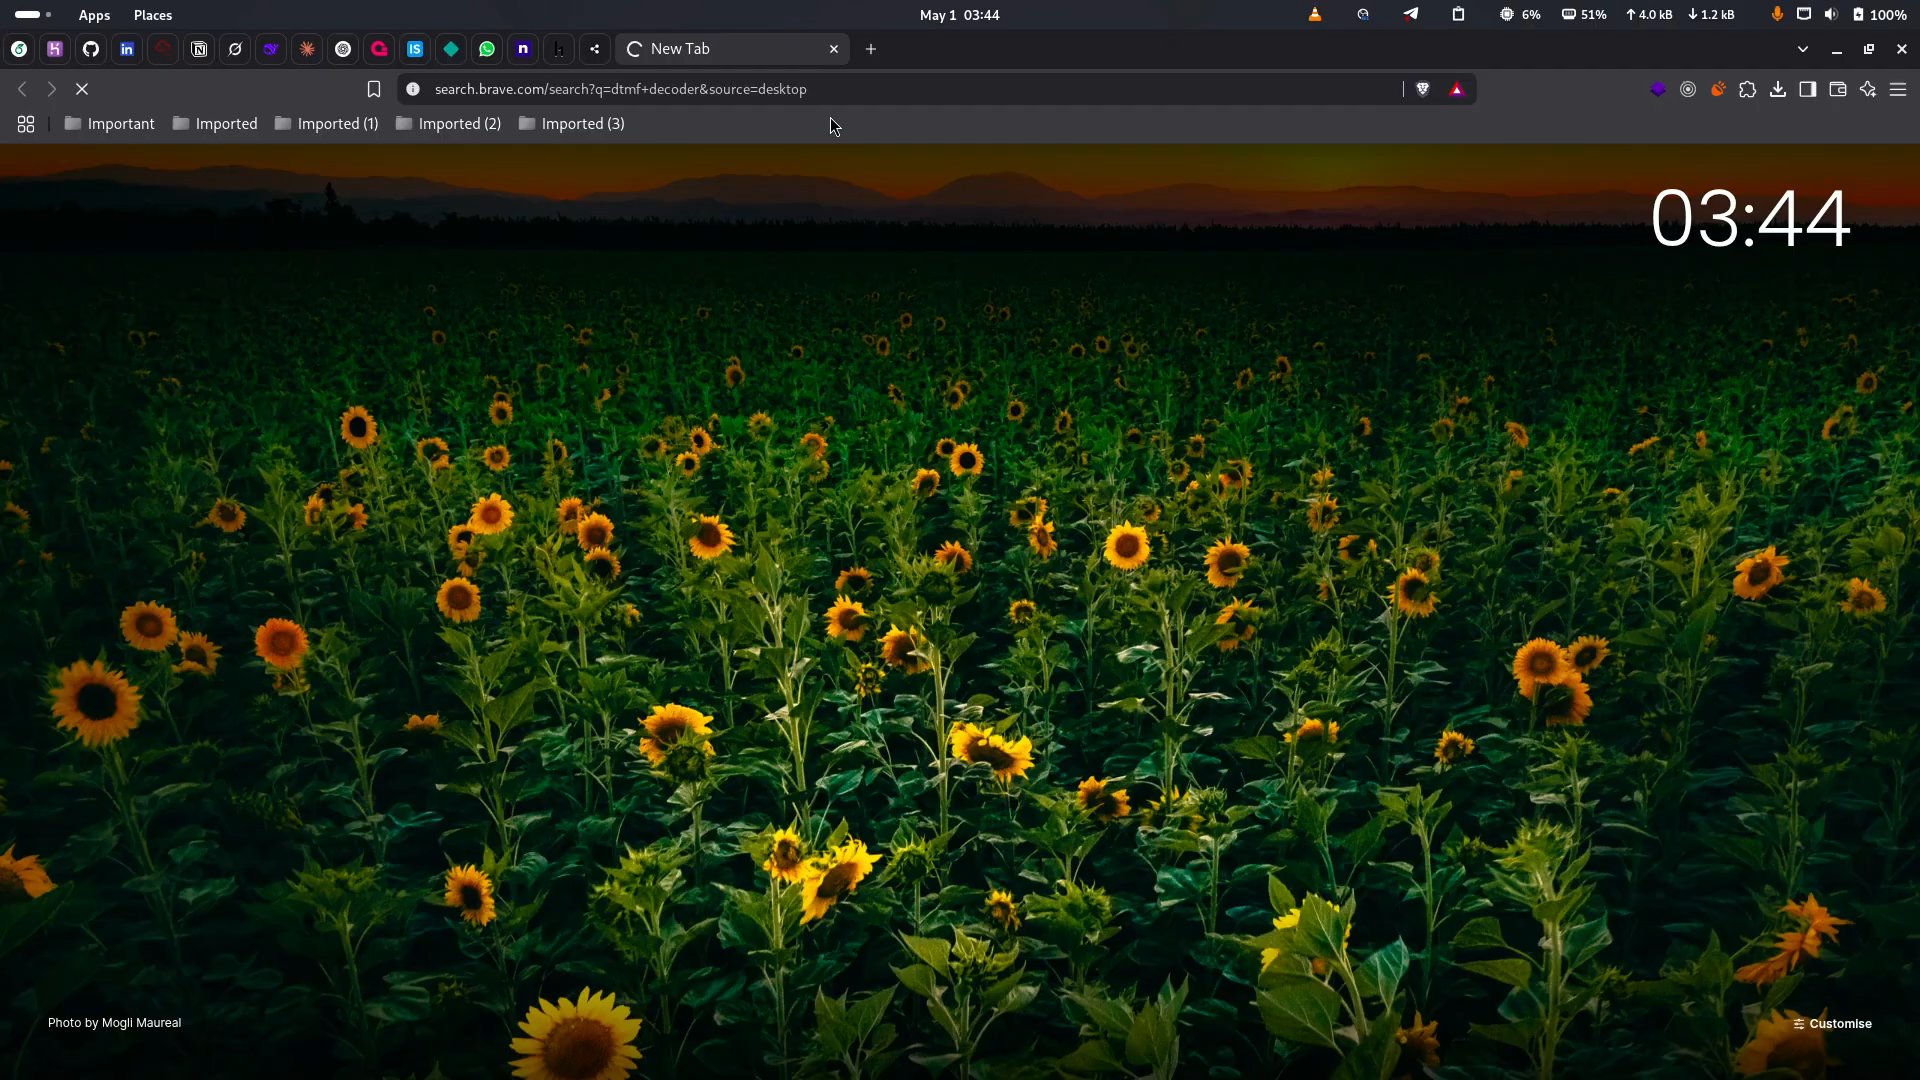 Apps Places May 1 03:44 6% 51% 4.0 kB 1.2 kB 100%
New Tab
search.brave.com/search?q=dtmf+decoder&source=desktop
Important Imported Imported (1) Imported (2) Imported (3)
03:44
Photo by Mogli Maureal Customise